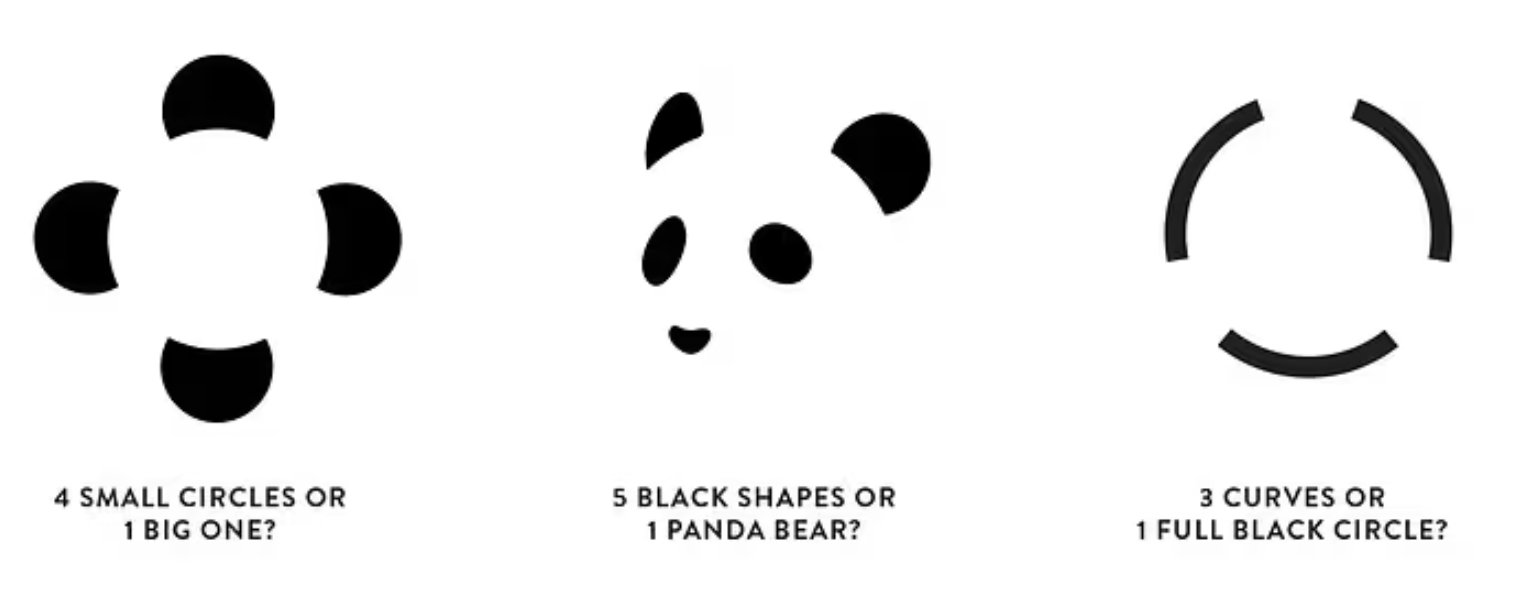 4 SMALL CIRCLES OR
1 BIG ONE?
5 BLACK SHAPES OR
1 PANDA BEAR?
3 CURVES OR
1 FULL BLACK CIRCLE?